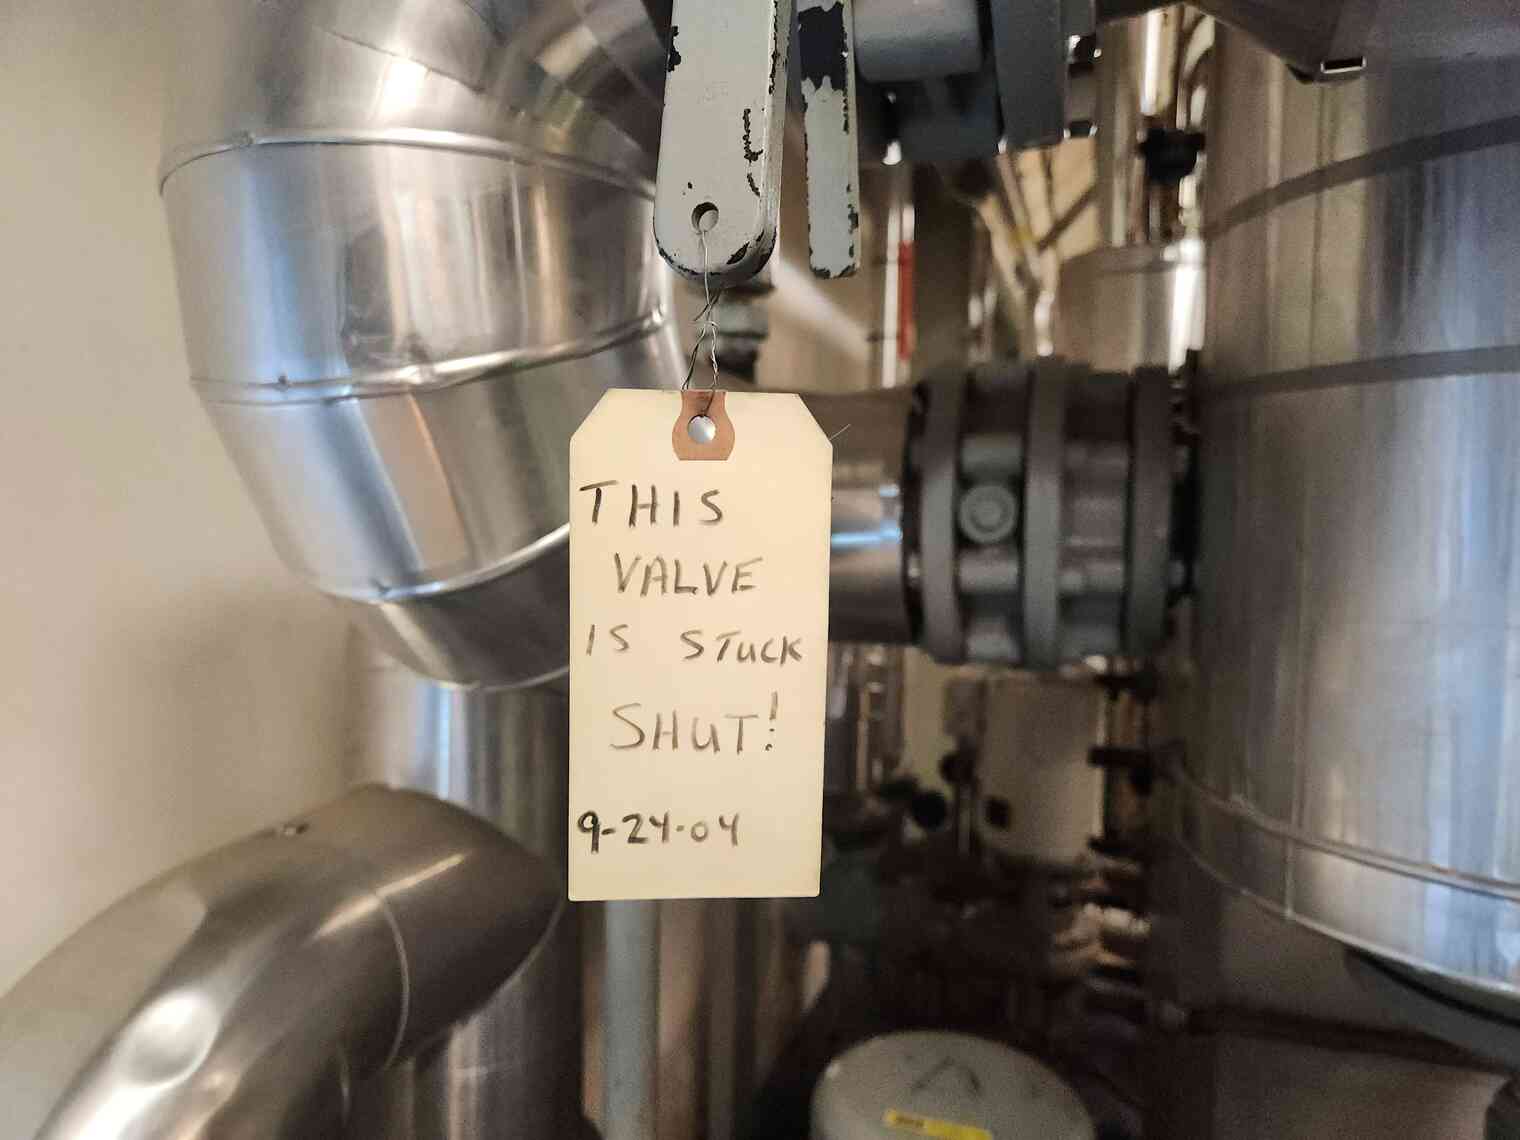 THIS
VALVE
IS STUCK
SHUT!
9-24-04